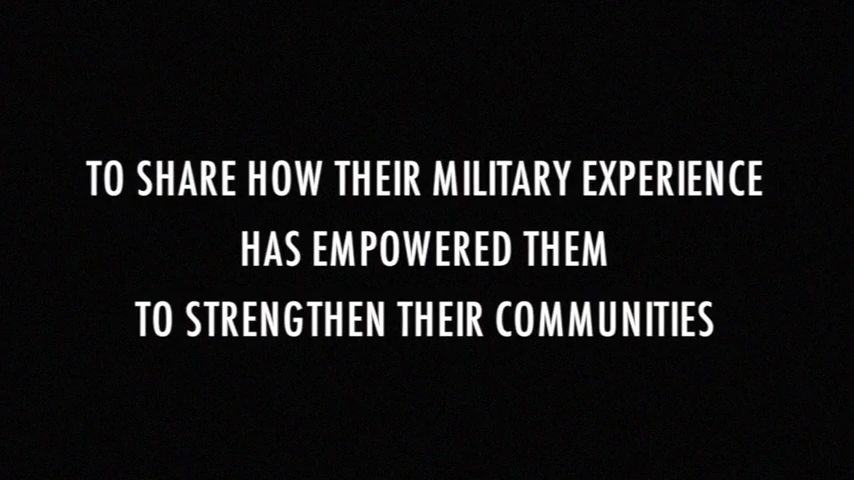 TO SHARE HOW THEIR MILITARY EXPERIENCE
HAS EMPOWERED THEM
TO STRENGTHEN THEIR COMMUNITIES